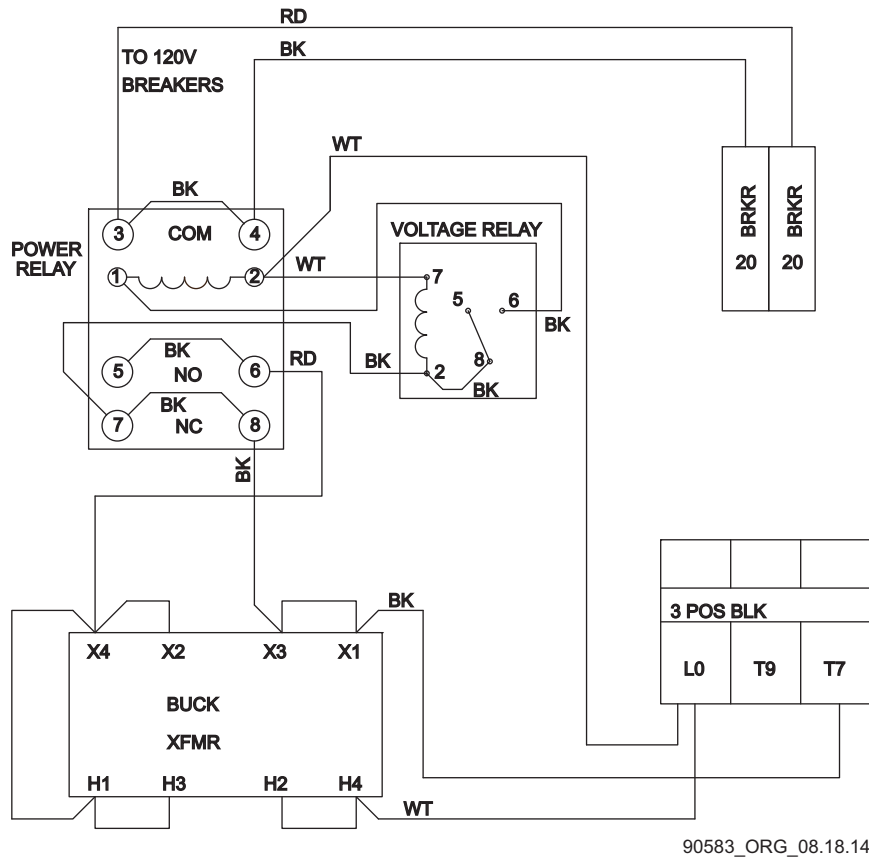 RD
TO 120V
BREAKERS
BK
WT
BK
3
COM
4
POWER
RELAY
1
2
WT
VOLTAGE RELAY
7
5
6
BK
8
2
BK
BK
BK
5
NO
6
RD
BK
7
NC
8
BK
20 BRKR
20 BRKR
BK
3 POS BLK
L0
T9
T7
X4
X2
X3
X1
BUCK
XFMR
H1
H3
H2
H4
WT
90583_ORG_08.18.14